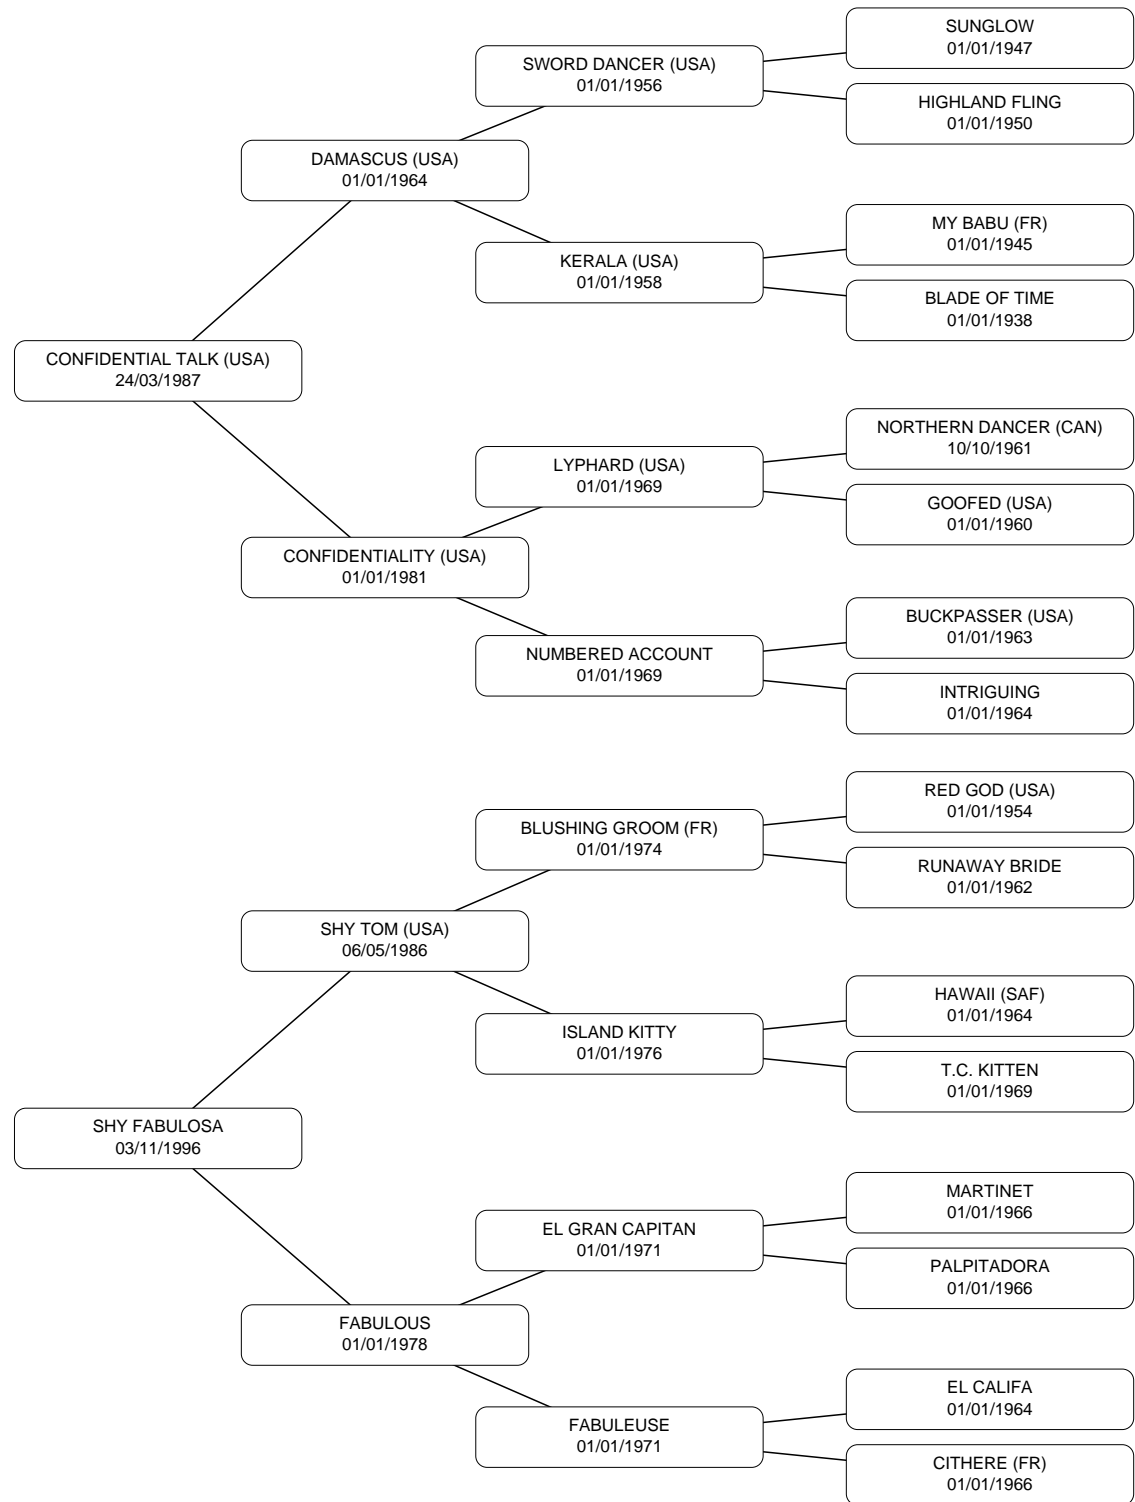 SUNGLOW
01/01/1947
SWORD DANCER (USA)
01/01/1956
HIGHLAND FLING
01/01/1950
DAMASCUS (USA)
01/01/1964
MY BABU (FR)
01/01/1945
KERALA (USA)
01/01/1958
BLADE OF TIME
01/01/1938
CONFIDENTIAL TALK (USA)
24/03/1987
NORTHERN DANCER (CAN)
10/10/1961
LYPHARD (USA)
01/01/1969
GOOFED (USA)
01/01/1960
CONFIDENTIALITY (USA)
01/01/1981
BUCKPASSER (USA)
01/01/1963
NUMBERED ACCOUNT
01/01/1969
INTRIGUING
01/01/1964
RED GOD (USA)
01/01/1954
BLUSHING GROOM (FR)
01/01/1974
RUNAWAY BRIDE
01/01/1962
SHY TOM (USA)
06/05/1986
HAWAII (SAF)
01/01/1964
ISLAND KITTY
01/01/1976
T.C. KITTEN
01/01/1969
SHY FABULOSA
03/11/1996
MARTINET
01/01/1966
EL GRAN CAPITAN
01/01/1971
PALPITADORA
01/01/1966
FABULOUS
01/01/1978
EL CALIFA
01/01/1964
FABULEUSE
01/01/1971
CITHERE (FR)
01/01/1966